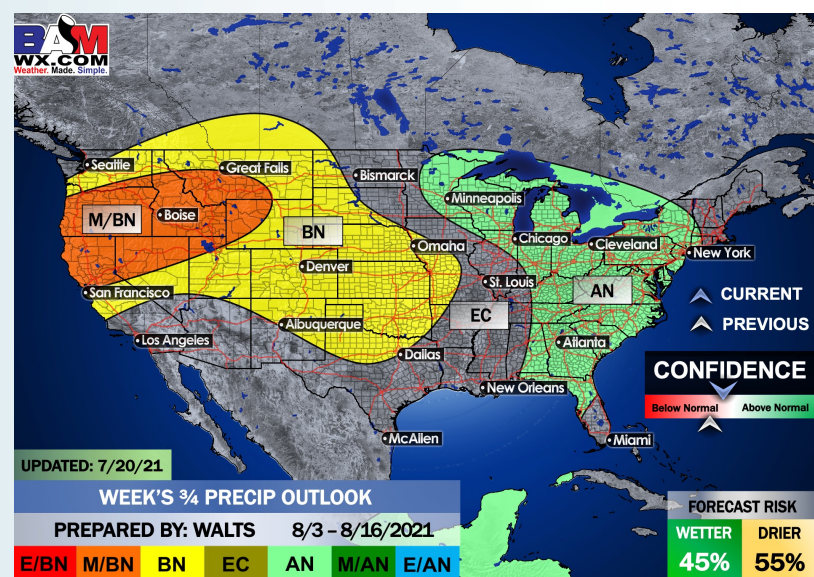 BAM
WX.COM
Weather. Made. Simple.
Seattle
Great Falls
Bismarck
Minneapolis
M/BN
Boise
BN
Omaha
Chicago
Cleveland
New York
Denver
St. Louis
AN
San Francisco
EC
CURRENT
PREVIOUS
Albuquerque
Los Angeles
Atlanta
Dallas
CONFIDENCE
New Orleans
Below Normal
Above Normal
McAllen
Miami
UPDATED: 7/20/21
WEEK'S ¾ PRECIP OUTLOOK
PREPARED BY: WALTS 8/3 – 8/16/2021
E/BN M/BN BN EC AN M/AN E/AN
FORECAST RISK
WETTER DRIER
45% 55%